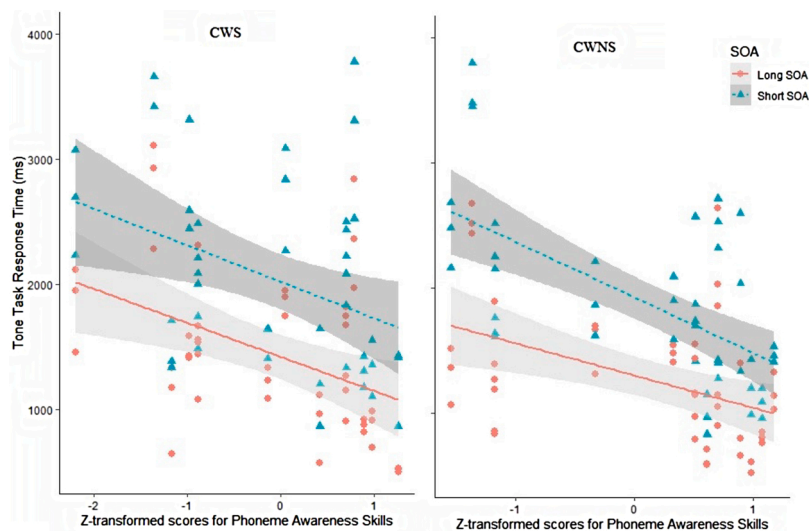 CWS
CWNS
SOA
Long SOA
Short SOA
Tone Task Response Time (ms)
4000
3000
2000
1000
-2 -1 0 1
-1 0 1
Z-transformed scores for Phoneme Awareness Skills
Z-transformed scores for Phoneme Awareness Skills